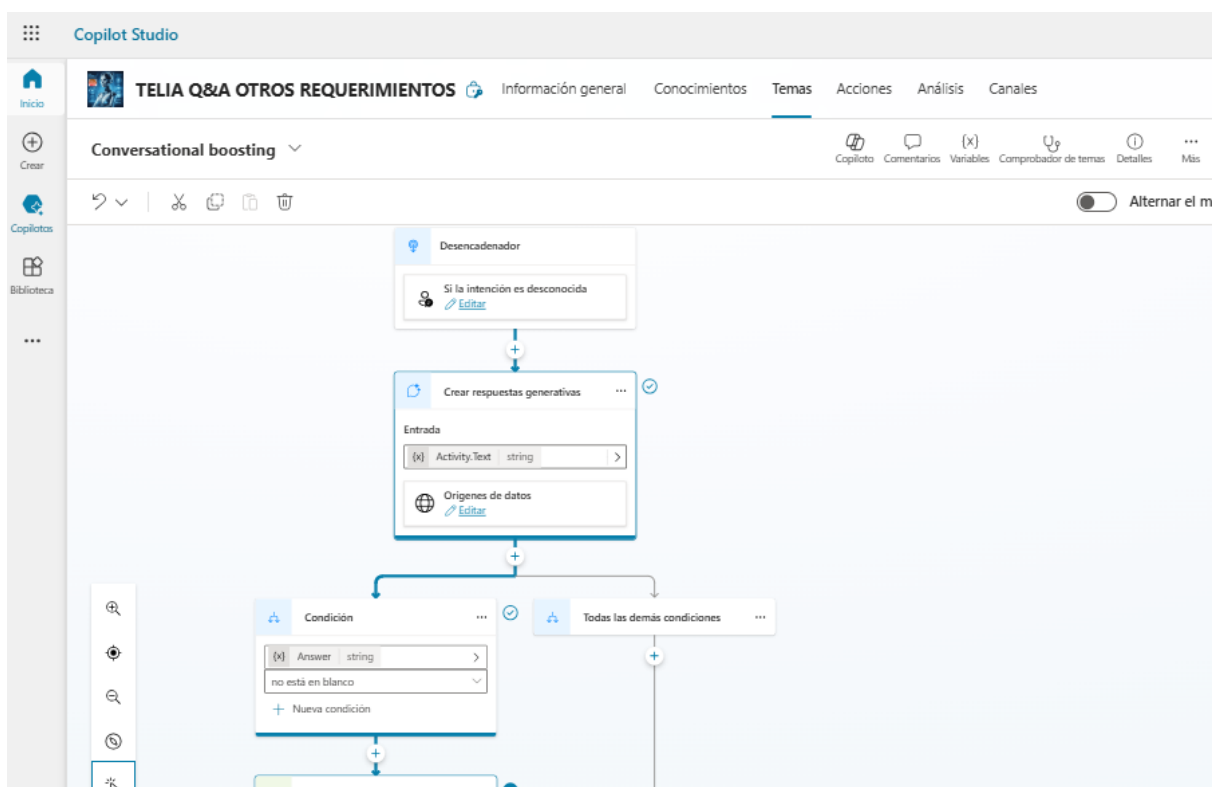 Copilot Studio
Inicio
TELIA Q&A OTROS REQUERIMIENTOS
Información general
Conocimientos
Temas
Acciones
Análisis
Canales
Crear
Conversational boosting
Copiloto
Comentarios
{x}
Variables
Comprobador de temas
Detalles
Más
Copilotos
Alternar el m
Biblioteca
Desencadenador
Si la intención es desconocida
Editar
Crear respuestas generativas
Entrada
{x} Activity.Text string
Orígenes de datos
Editar
Condición
Todas las demás condiciones
{x} Answer string
no está en blanco
Nueva condición